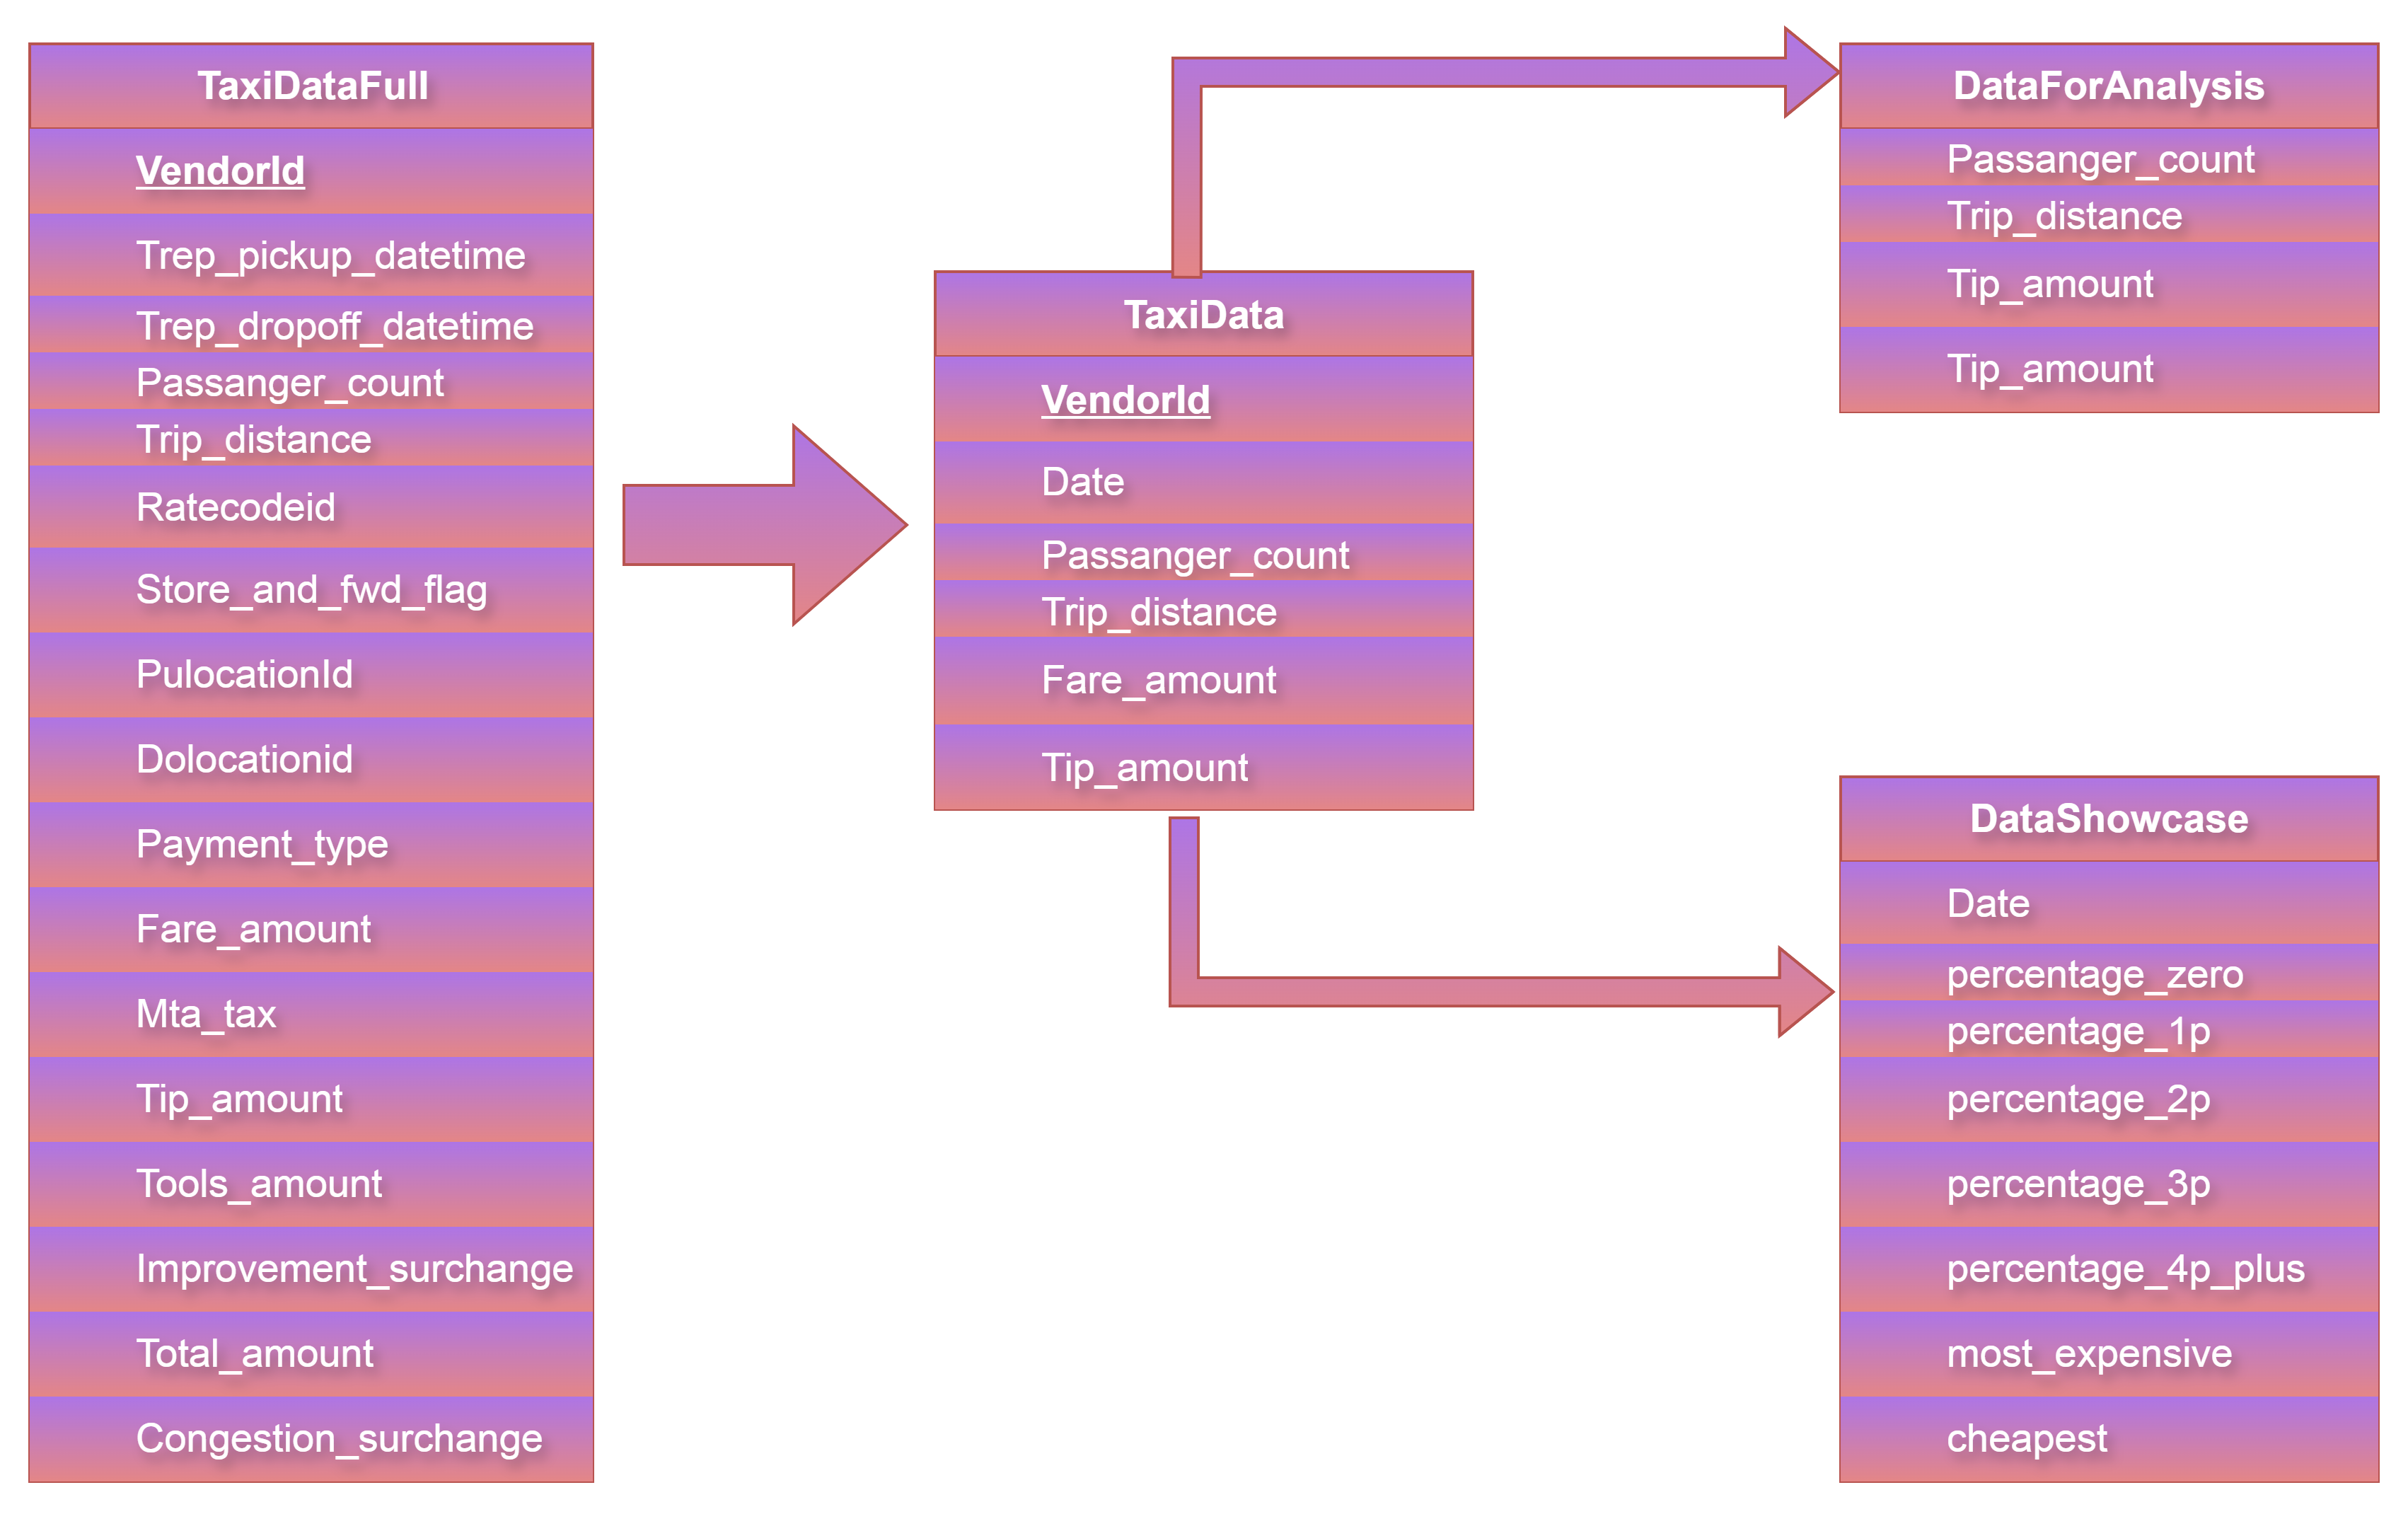 TaxiDataFull
VendorId
Trep_pickup_datetime
Trep_dropoff_datetime
Passanger_count
Trip_distance
Ratecodeid
Store_and_fwd_flag
PulocationId
Dolocationid
Payment_type
Fare_amount
Mta_tax
Tip_amount
Tools_amount
Improvement_surchange
Total_amount
Congestion_surchange
TaxiData
VendorId
Date
Passanger_count
Trip_distance
Fare_amount
Tip_amount
DataForAnalysis
Passanger_count
Trip_distance
Tip_amount
Tip_amount
DataShowcase
Date
percentage_zero
percentage_1p
percentage_2p
percentage_3p
percentage_4p_plus
most_expensive
cheapest